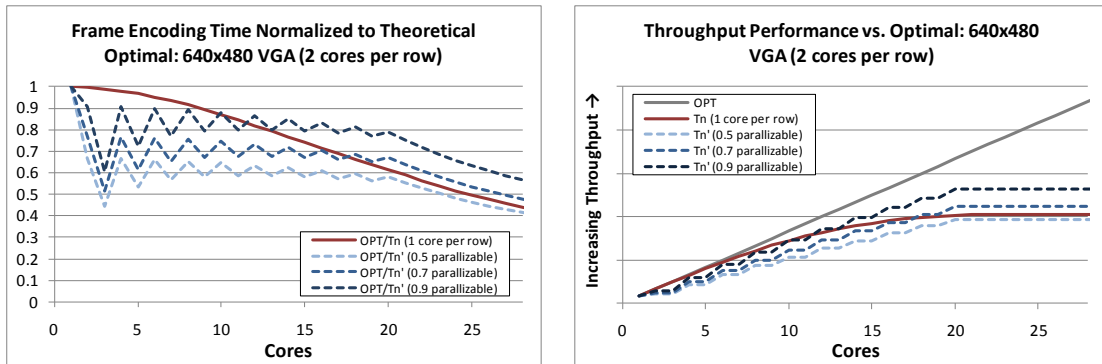 Frame Encoding Time Normalized to Theoretical
Optimal: 640x480 VGA (2 cores per row)
1
0.9
0.8
0.7
0.6
0.5
0.4
0.3
0.2
0.1
0
OPT/Tn (1 core per row)
OPT/Tn' (0.5 parallizable)
OPT/Tn' (0.7 parallizable)
OPT/Tn' (0.9 parallizable)
0 5 10 15 20 25
Cores
Throughput Performance vs. Optimal: 640x480
VGA (2 cores per row)
Increasing Throughput →
OPT
Tn (1 core per row)
Tn' (0.5 parallizable)
Tn' (0.7 parallizable)
Tn' (0.9 parallizable)
0 5 10 15 20 25
Cores